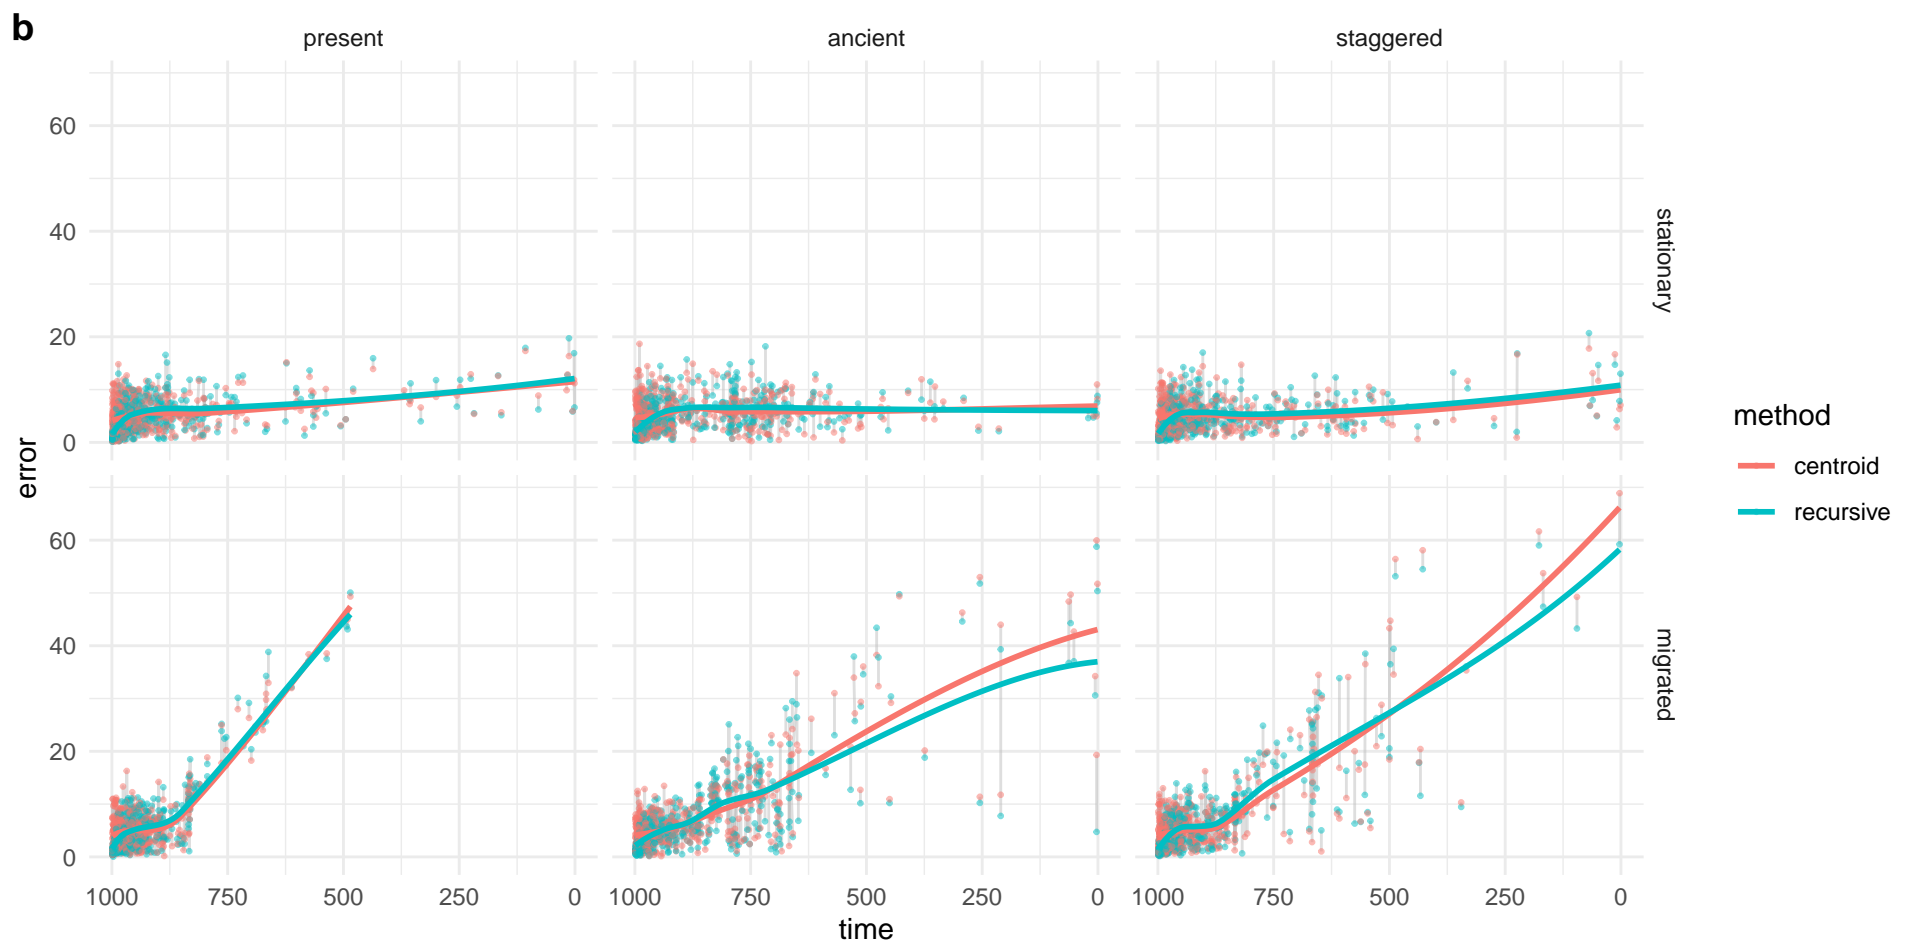 b
present ancient staggered
60
40
20
0
stationary
60
40
20
0
migrated
error
1000 750 500 250 0 1000 750 500 250 0 1000 750 500 250 0
time
method
centroid
recursive